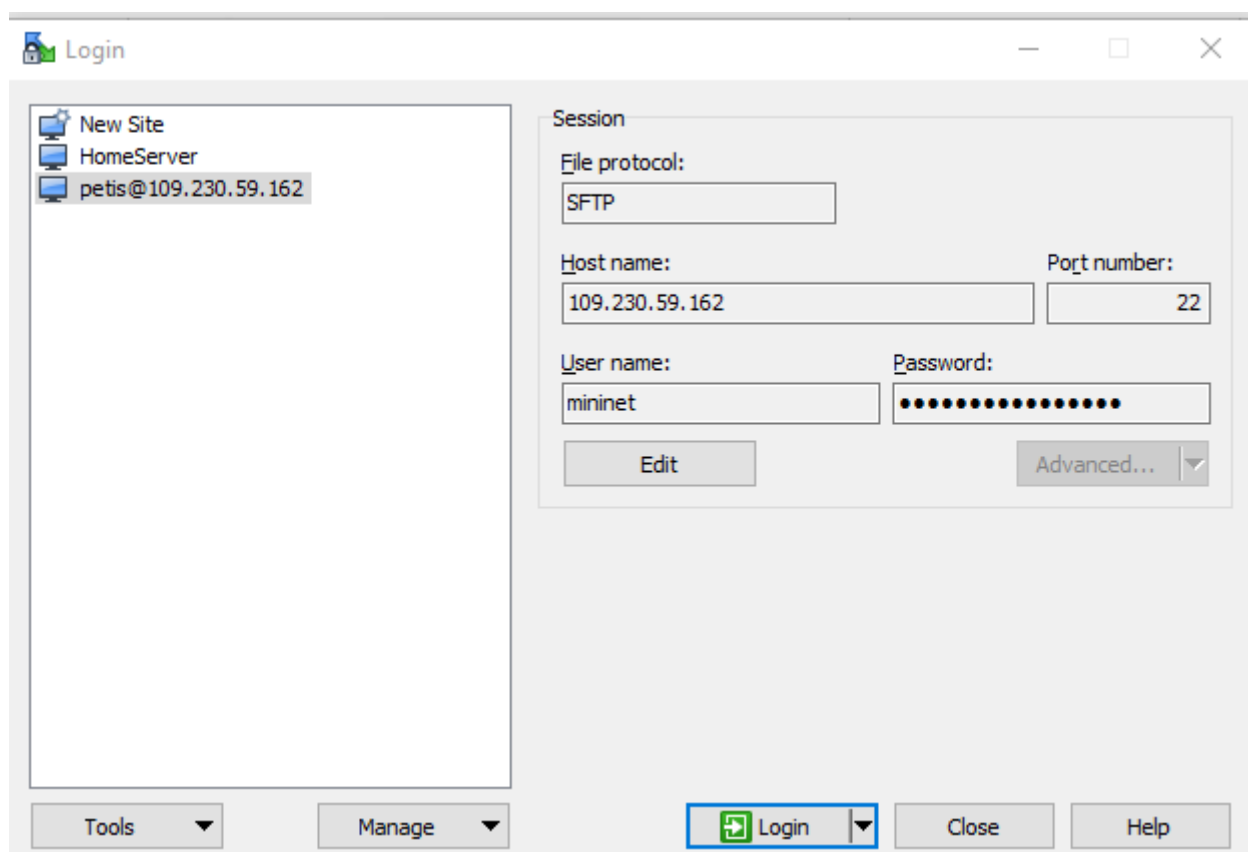 Login
New Site
HomeServer
petis@109.230.59.162
Session
File protocol:
SFTP
Host name:
Port number:
109.230.59.162
22
User name:
Password:
mininet
••••••••••••••••
Edit
Advanced...
Tools
Manage
Login
Close
Help